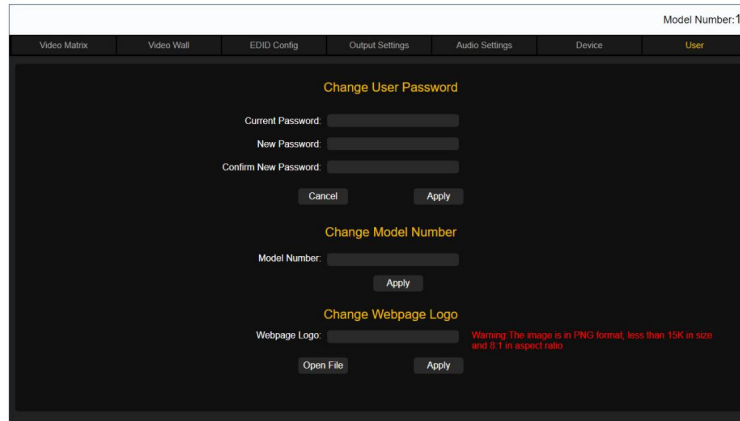 Model Number:1
Video Matrix Video Wall EDID Config Output Settings Audio Settings Device User
Change User Password
Current Password:
New Password:
Confirm New Password:
Cancel Apply
Change Model Number
Model Number:
Apply
Change Webpage Logo
Webpage Logo: Warning:The image is in PNG format, less than 15K in size
and 8:1 in aspect ratio
Open File Apply